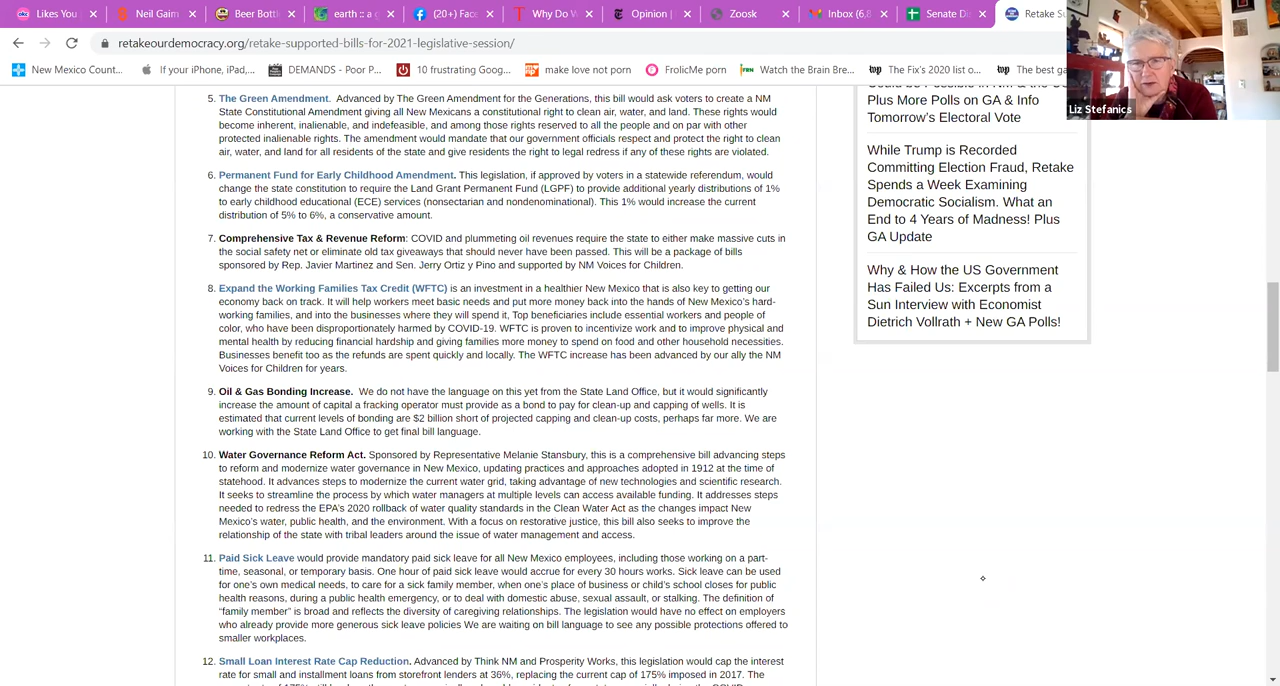 Likes You
Neil Gaim
Beer Bottl
earth :: a g
(20+) Fac
Why Do W
Opinion |
Zoosk
Inbox (6,8
Senate Di
Retake Su
retakeourdemocracy.org/retake-supported-bills-for-2021-legislative-session/
New Mexico Count...
If your iPhone, iPad,...
DEMANDS - Poor P...
10 frustrating Goog...
make love not porn
FrolicMe porn
Watch the Brain Bre...
The Fix's 2020 list o...
The best ga
Liz Stefanics
5. The Green Amendment. Advanced by The Green Amendment for the Generations, this bill would ask voters to create a NM
State Constitutional Amendment giving all New Mexicans a constitutional right to clean air, water, and land. These rights would
become inherent, inalienable, and indefeasible, and among those rights reserved to all the people and on par with other
protected inalienable rights. The amendment would mandate that our government officials respect and protect the right to clean
air, water, and land for all residents of the state and give residents the right to legal redress if any of these rights are violated.
6. Permanent Fund for Early Childhood Amendment. This legislation, if approved by voters in a statewide referendum, would
change the state constitution to require the Land Grant Permanent Fund (LGPF) to provide additional yearly distributions of 1%
to early childhood educational (ECE) services (nonsectarian and nondenominational). This 1% would increase the current
distribution of 5% to 6%, a conservative amount.
7. Comprehensive Tax & Revenue Reform: COVID and plummeting oil revenues require the state to either make massive cuts in
the social safety net or eliminate old tax giveaways that should never have been passed. This will be a package of bills
sponsored by Rep. Javier Martinez and Sen. Jerry Ortiz y Pino and supported by NM Voices for Children.
8. Expand the Working Families Tax Credit (WFTC) is an investment in a healthier New Mexico that is also key to getting our
economy back on track. It will help workers meet basic needs and put more money back into the hands of New Mexico's hard-
working families, and into the businesses where they will spend it, Top beneficiaries include essential workers and people of
color, who have been disproportionately harmed by COVID-19. WFTC is proven to incentivize work and to improve physical and
mental health by reducing financial hardship and giving families more money to spend on food and other household necessities.
Businesses benefit too as the refunds are spent quickly and locally. The WFTC increase has been advanced by our ally the NM
Voices for Children for years.
9. Oil & Gas Bonding Increase. We do not have the language on this yet from the State Land Office, but it would significantly
increase the amount of capital a fracking operator must provide as a bond to pay for clean-up and capping of wells. It is
estimated that current levels of bonding are $2 billion short of projected capping and clean-up costs, perhaps far more. We are
working with the State Land Office to get final bill language.
10. Water Governance Reform Act. Sponsored by Representative Melanie Stansbury, this is a comprehensive bill advancing steps
to reform and modernize water governance in New Mexico, updating practices and approaches adopted in 1912 at the time of
statehood. It advances steps to modernize the current water grid, taking advantage of new technologies and scientific research.
It seeks to streamline the process by which water managers at multiple levels can access available funding. It addresses steps
needed to redress the EPA's 2020 rollback of water quality standards in the Clean Water Act as the changes impact New
Mexico's water, public health, and the environment. With a focus on restorative justice, this bill also seeks to improve the
relationship of the state with tribal leaders around the issue of water management and access.
11. Paid Sick Leave would provide mandatory paid sick leave for all New Mexico employees, including those working on a part-
time, seasonal, or temporary basis. One hour of paid sick leave would accrue for every 30 hours works. Sick leave can be used
for one's own medical needs, to care for a sick family member, when one's place of business or child's school closes for public
health reasons, during a public health emergency, or to deal with domestic abuse, sexual assault, or stalking. The definition of
"family member" is broad and reflects the diversity of caregiving relationships. The legislation would have no effect on employers
who already provide more generous sick leave policies We are waiting on bill language to see any possible protections offered to
smaller workplaces.
12. Small Loan Interest Rate Cap Reduction. Advanced by Think NM and Prosperity Works, this legislation would cap the interest
rate for small and installment loans from storefront lenders at 36%, replacing the current cap of 175% imposed in 2017. The
Plus More Polls on GA & Info
Tomorrow's Electoral Vote
While Trump is Recorded
Committing Election Fraud, Retake
Spends a Week Examining
Democratic Socialism. What an
End to 4 Years of Madness! Plus
GA Update
Why & How the US Government
Has Failed Us: Excerpts from a
Sun Interview with Economist
Dietrich Vollrath + New GA Polls!